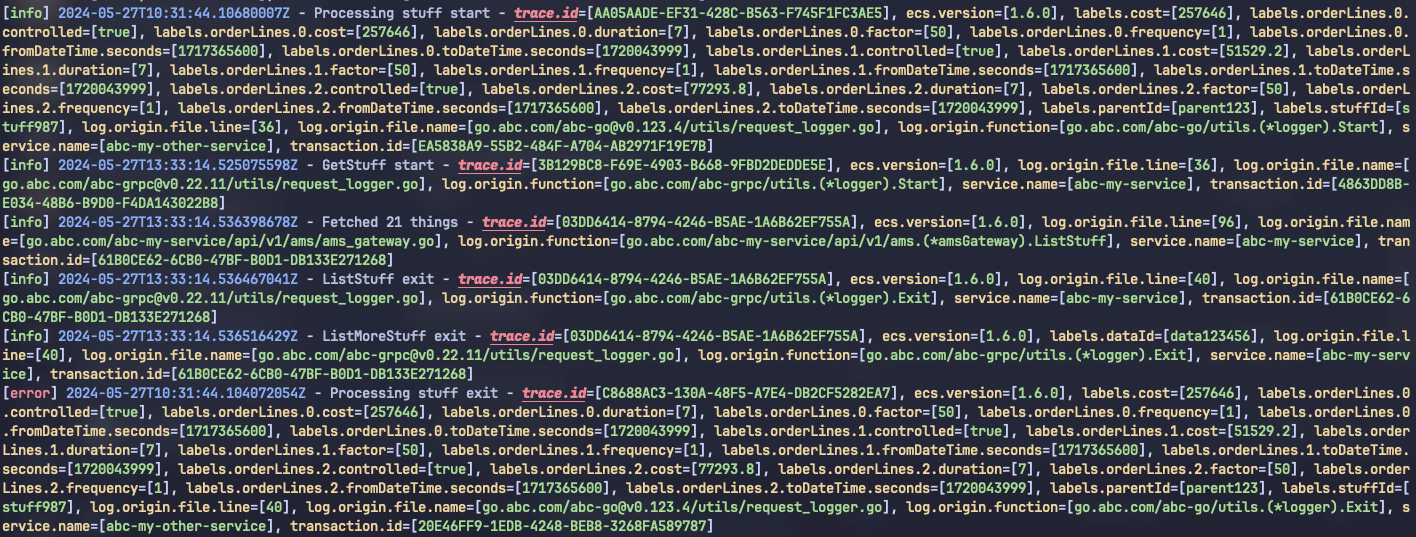 [info] 2024-05-27T10:31:44.10680007Z - Processing stuff start - trace.id=[AA05AADE-EF31-428C-B563-F745F1FC3AE5], ecs.version=[1.6.0], labels.cost=[257646], labels.orderLines.0.
controlled=[true], labels.orderLines.0.cost=[257646], labels.orderLines.0.duration=[7], labels.orderLines.0.factor=[50], labels.orderLines.0.frequency=[1], labels.orderLines.0.
fromDateTime.seconds=[1717365600], labels.orderLines.0.toDateTime.seconds=[1720043999], labels.orderLines.1.controlled=[true], labels.orderLines.1.cost=[51529.2], labels.orderL
ines.1.duration=[7], labels.orderLines.1.factor=[50], labels.orderLines.1.frequency=[1], labels.orderLines.1.fromDateTime.seconds=[1717365600], labels.orderLines.1.toDateTime.s
econds=[1720043999], labels.orderLines.2.controlled=[true], labels.orderLines.2.cost=[77293.8], labels.orderLines.2.duration=[7], labels.orderLines.2.factor=[50], labels.orderL
ines.2.frequency=[1], labels.orderLines.2.fromDateTime.seconds=[1717365600], labels.orderLines.2.toDateTime.seconds=[1720043999], labels.parentId=[parent123], labels.stuffId=[s
tuff987], log.origin.file.line=[36], log.origin.file.name=[go.abc.com/abc-go@v0.123.4/utils/request_logger.go], log.origin.function=[go.abc.com/abc-go/utils.(*logger).Start], s
ervice.name=[abc-my-other-service], transaction.id=[EA5838A9-55B2-484F-A704-AB2971F19E7B]
[info] 2024-05-27T13:33:14.525075598Z - GetStuff start - trace.id=[3B129BC8-F69E-4903-B668-9FBD2DEDDE5E], ecs.version=[1.6.0], log.origin.file.line=[36], log.origin.file.name=[
go.abc.com/abc-grpc@v0.22.11/utils/request_logger.go], log.origin.function=[go.abc.com/abc-grpc/utils.(*logger).Start], service.name=[abc-my-service], transaction.id=[4863DD8B-
E034-48B6-B9D0-F4DA143022B8]
[info] 2024-05-27T13:33:14.536398678Z - Fetched 21 things - trace.id=[03DD6414-8794-4246-B5AE-1A6B62EF755A], ecs.version=[1.6.0], log.origin.file.line=[96], log.origin.file.nam
e=[go.abc.com/abc-my-service/api/v1/ams/ams_gateway.go], log.origin.function=[go.abc.com/abc-my-service/api/v1/ams.(*amsGateway).ListStuff], service.name=[abc-my-service], tran
saction.id=[61B0CE62-6CB0-47BF-B0D1-DB133E271268]
[info] 2024-05-27T13:33:14.536467041Z - ListStuff exit - trace.id=[03DD6414-8794-4246-B5AE-1A6B62EF755A], ecs.version=[1.6.0], log.origin.file.line=[40], log.origin.file.name=[
go.abc.com/abc-grpc@v0.22.11/utils/request_logger.go], log.origin.function=[go.abc.com/abc-grpc/utils.(*logger).Exit], service.name=[abc-my-service], transaction.id=[61B0CE62-6
CB0-47BF-B0D1-DB133E271268]
[info] 2024-05-27T13:33:14.536516429Z - ListMoreStuff exit - trace.id=[03DD6414-8794-4246-B5AE-1A6B62EF755A], ecs.version=[1.6.0], labels.dataId=[data123456], log.origin.file.l
ine=[40], log.origin.file.name=[go.abc.com/abc-grpc@v0.22.11/utils/request_logger.go], log.origin.function=[go.abc.com/abc-grpc/utils.(*logger).Exit], service.name=[abc-my-serv
ice], transaction.id=[61B0CE62-6CB0-47BF-B0D1-DB133E271268]
[error] 2024-05-27T10:31:44.104072054Z - Processing stuff exit - trace.id=[C8688AC3-130A-48F5-A7E4-DB2CF5282EA7], ecs.version=[1.6.0], labels.cost=[257646], labels.orderLines.0
.controlled=[true], labels.orderLines.0.cost=[257646], labels.orderLines.0.duration=[7], labels.orderLines.0.factor=[50], labels.orderLines.0.frequency=[1], labels.orderLines.0
.fromDateTime.seconds=[1717365600], labels.orderLines.0.toDateTime.seconds=[1720043999], labels.orderLines.1.controlled=[true], labels.orderLines.1.cost=[51529.2], labels.order
Lines.1.duration=[7], labels.orderLines.1.factor=[50], labels.orderLines.1.frequency=[1], labels.orderLines.1.fromDateTime.seconds=[1717365600], labels.orderLines.1.toDateTime.
seconds=[1720043999], labels.orderLines.2.controlled=[true], labels.orderLines.2.cost=[77293.8], labels.orderLines.2.duration=[7], labels.orderLines.2.factor=[50], labels.order
Lines.2.frequency=[1], labels.orderLines.2.fromDateTime.seconds=[1717365600], labels.orderLines.2.toDateTime.seconds=[1720043999], labels.parentId=[parent123], labels.stuffId=[
stuff987], log.origin.file.line=[40], log.origin.file.name=[go.abc.com/abc-go@v0.123.4/utils/request_logger.go], log.origin.function=[go.abc.com/abc-go/utils.(*logger).Exit], s
ervice.name=[abc-my-other-service], transaction.id=[20E46FF9-1EDB-4248-BEB8-3268FA589787]